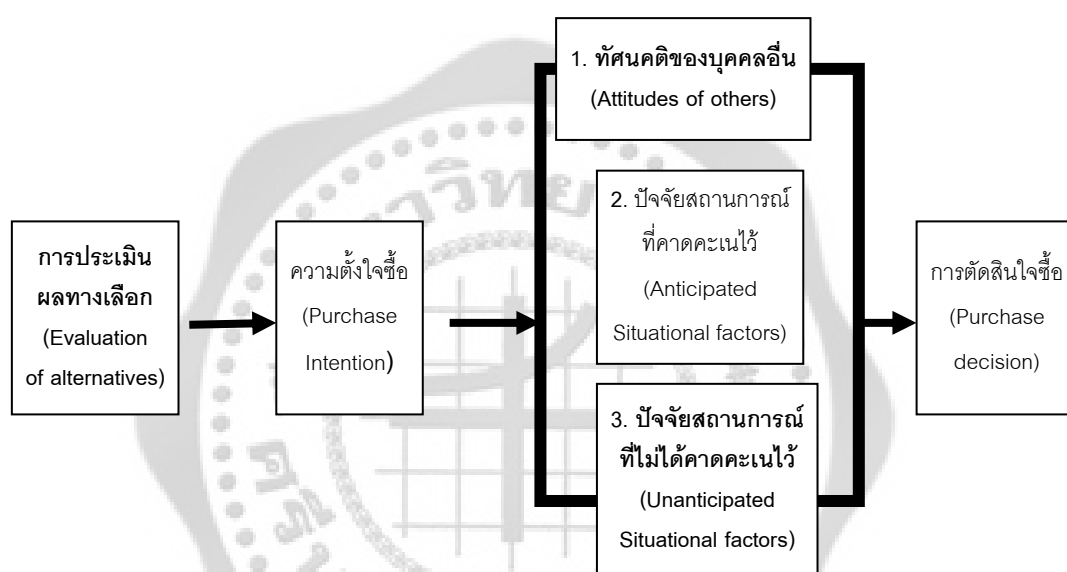 1. ทัศนคติของบุคคลอื่น
(Attitudes of others)
2. ปัจจัยสถานการณ์
ที่คาดคะเนไว้
(Anticipated
Situational factors)
3. ปัจจัยสถานการณ์
ที่ไม่ได้คาดคะเนไว้
(Unanticipated
Situational factors)
การประเมิน
ผลทางเลือก
(Evaluation
of alternatives)
ความตั้งใจซื้อ
(Purchase
Intention)
การตัดสินใจซื้อ
(Purchase
decision)